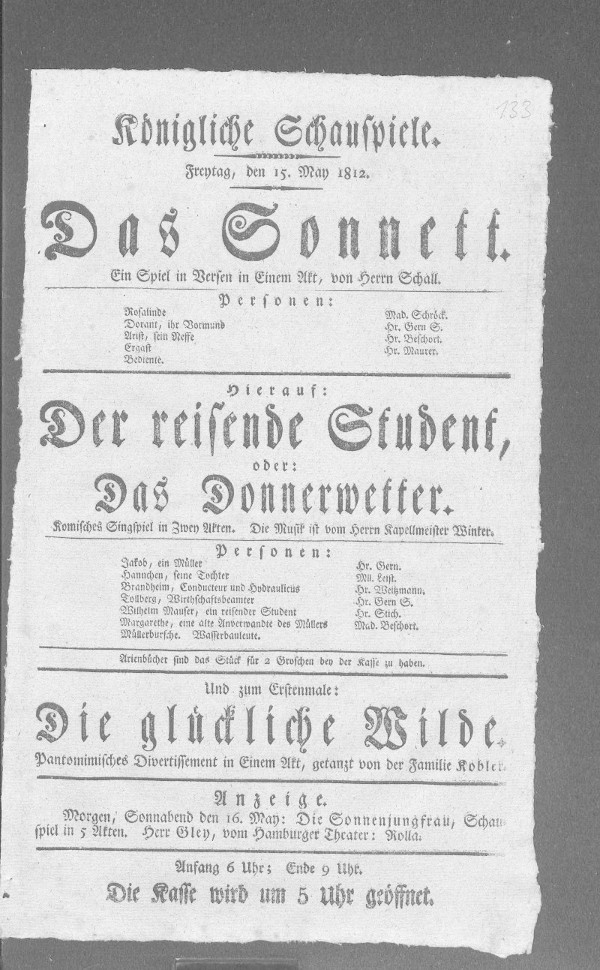 133
Königliche Schauspiele.
Freytag, den 15. May 1812.
Das Sonnett.
Ein Spiel in Versen in Einem Akt, von Herrn Schall.
Personen:
Rosalinde Mad. Schröck.
Dorant, ihr Vormund Hr. Gern S.
Arist, sein Neffe Hr. Beschort.
Ergast Hr. Maurer.
Bediente.
Hierauf:
Der reisende Student,
oder:
Das Donnerwetter.
Komisches Singspiel in Zwey Akten. Die Musik ist vom Herrn Kapellmeister Winter.
Personen:
Jakob, ein Müller Hr. Gern.
Hannchen, seine Tochter Mll. Leist.
Brandheim, Conducteur und Hydraulicus Hr. Weitzmann.
Tollberg, Wirthschaftsbeamter Hr. Gern S.
Wilhelm Mauser, ein reisender Student Hr. Stich.
Margarethe, eine alte Anverwandte des Müllers Mad. Beschort.
Müllerbursche. Wasserbauleute.
Arienbücher sind das Stück für 2 Groschen bey der Kasse zu haben.
Und zum Erstenmale:
Die glückliche Wilde.
Pantomimisches Divertissement in Einem Akt, getanzt von der Familie Kobler.
Anzeige.
Morgen, Sonnabend den 16. May: Die Sonnenjungfrau, Schau-
spiel in 5 Akten. Herr Gley, vom Hamburger Theater: Rolla.
Anfang 6 Uhr; Ende 9 Uhr.
Die Kasse wird um 5 Uhr geöffnet.